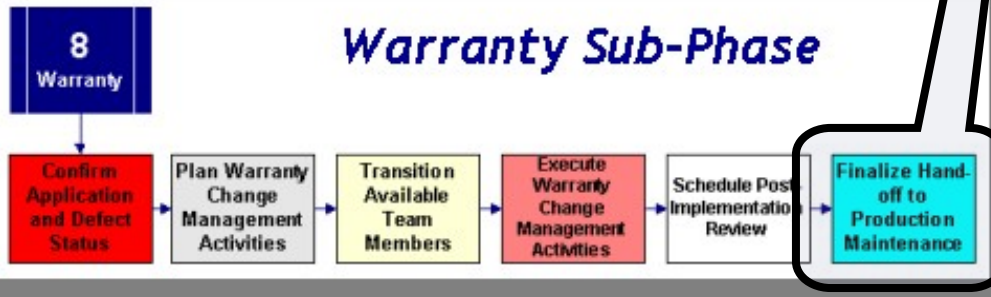 8
Warranty
Warranty Sub-Phase
Confirm
Application
and Defect
Status
Plan Warranty
Change
Management
Activities
Transition
Available
Team
Members
Execute
Warranty
Change
Management
Activities
Schedule Post-
Implementation
Review
Finalize Hand-
off to
Production
Maintenance